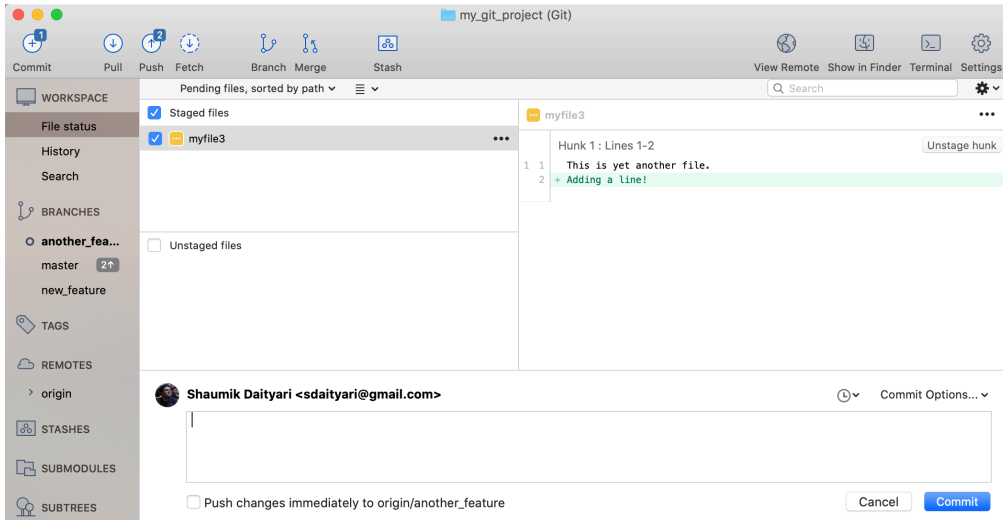 my_git_project (Git)
1
2
Commit Pull Push Fetch Branch Merge Stash View Remote Show in Finder Terminal Settings
WORKSPACE
File status
History
Search
BRANCHES
another_fea...
master 2↑
new_feature
TAGS
REMOTES
origin
STASHES
SUBMODULES
SUBTREES
Pending files, sorted by path
Search
Staged files
myfile3
Unstaged files
myfile3
Hunk 1 : Lines 1-2 Unstage hunk
1 1 This is yet another file.
2 + Adding a line!
Shaumik Daityari <sdaityari@gmail.com>
Commit Options...
Push changes immediately to origin/another_feature
Cancel Commit